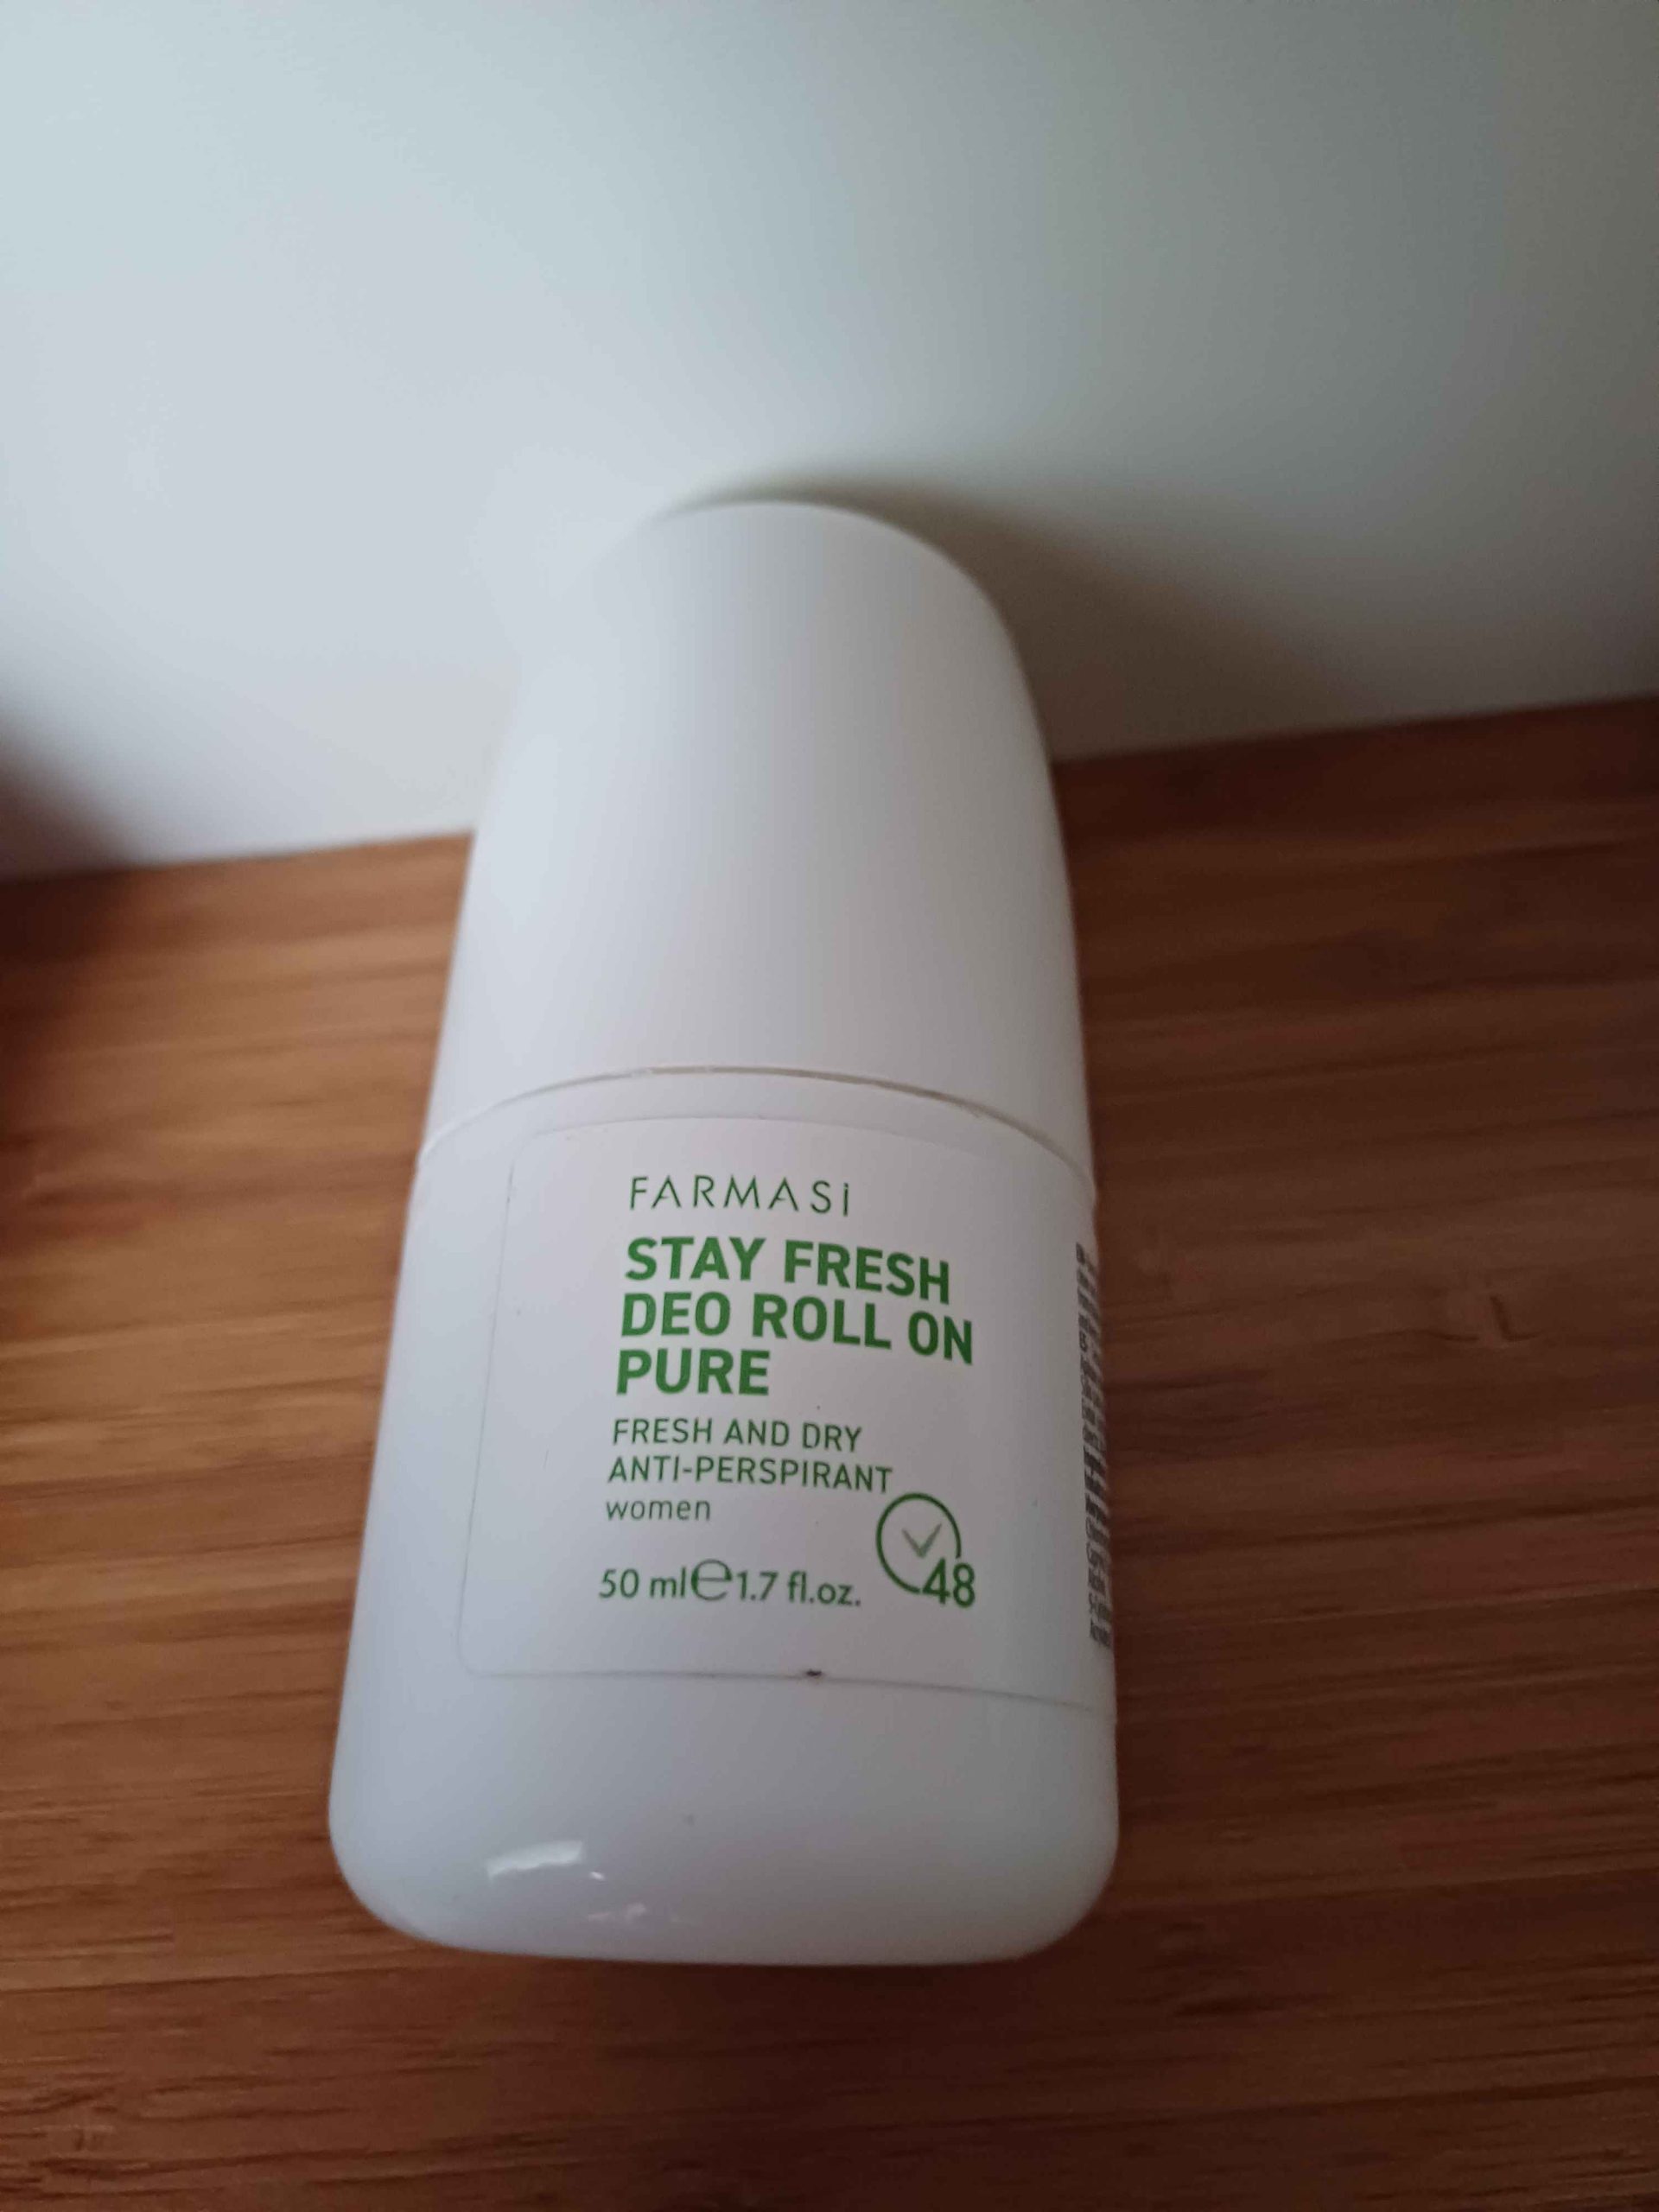 FARMASi
STAY FRESH
DEO ROLL ON
PURE
FRESH AND DRY
ANTI-PERSPIRANT
women
50 ml℮1.7 fl.oz.
48